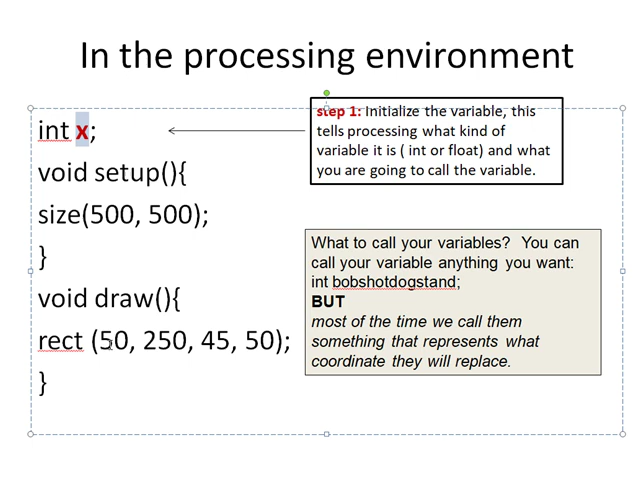 In the processing environment
int x;
void setup(){
size(500, 500);
}
void draw(){
rect (50, 250, 45, 50);
}
step 1: Initialize the variable, this
tells processing what kind of
variable it is ( int or float) and what
you are going to call the variable.
What to call your variables?  You can
call your variable anything you want:
int bobshotdogstand;
BUT
most of the time we call them
something that represents what
coordinate they will replace.